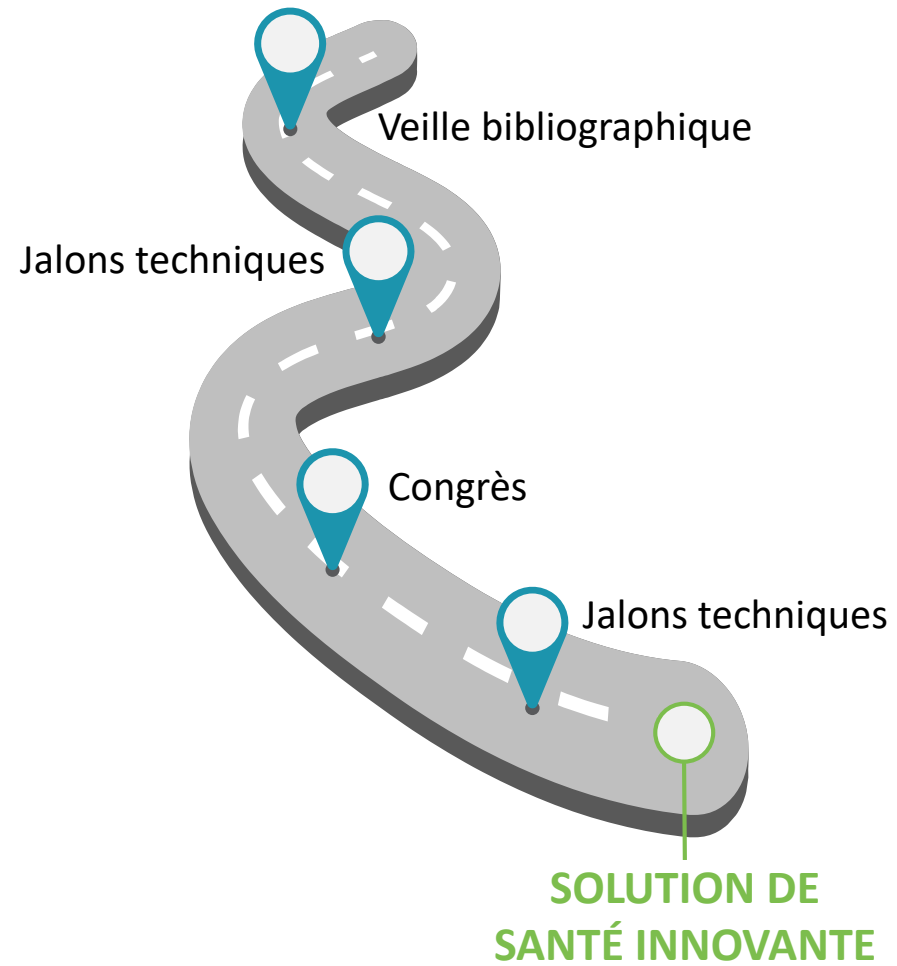 Veille bibliographique
Jalons techniques
Congrès
Jalons techniques
SOLUTION DE
SANTÉ INNOVANTE